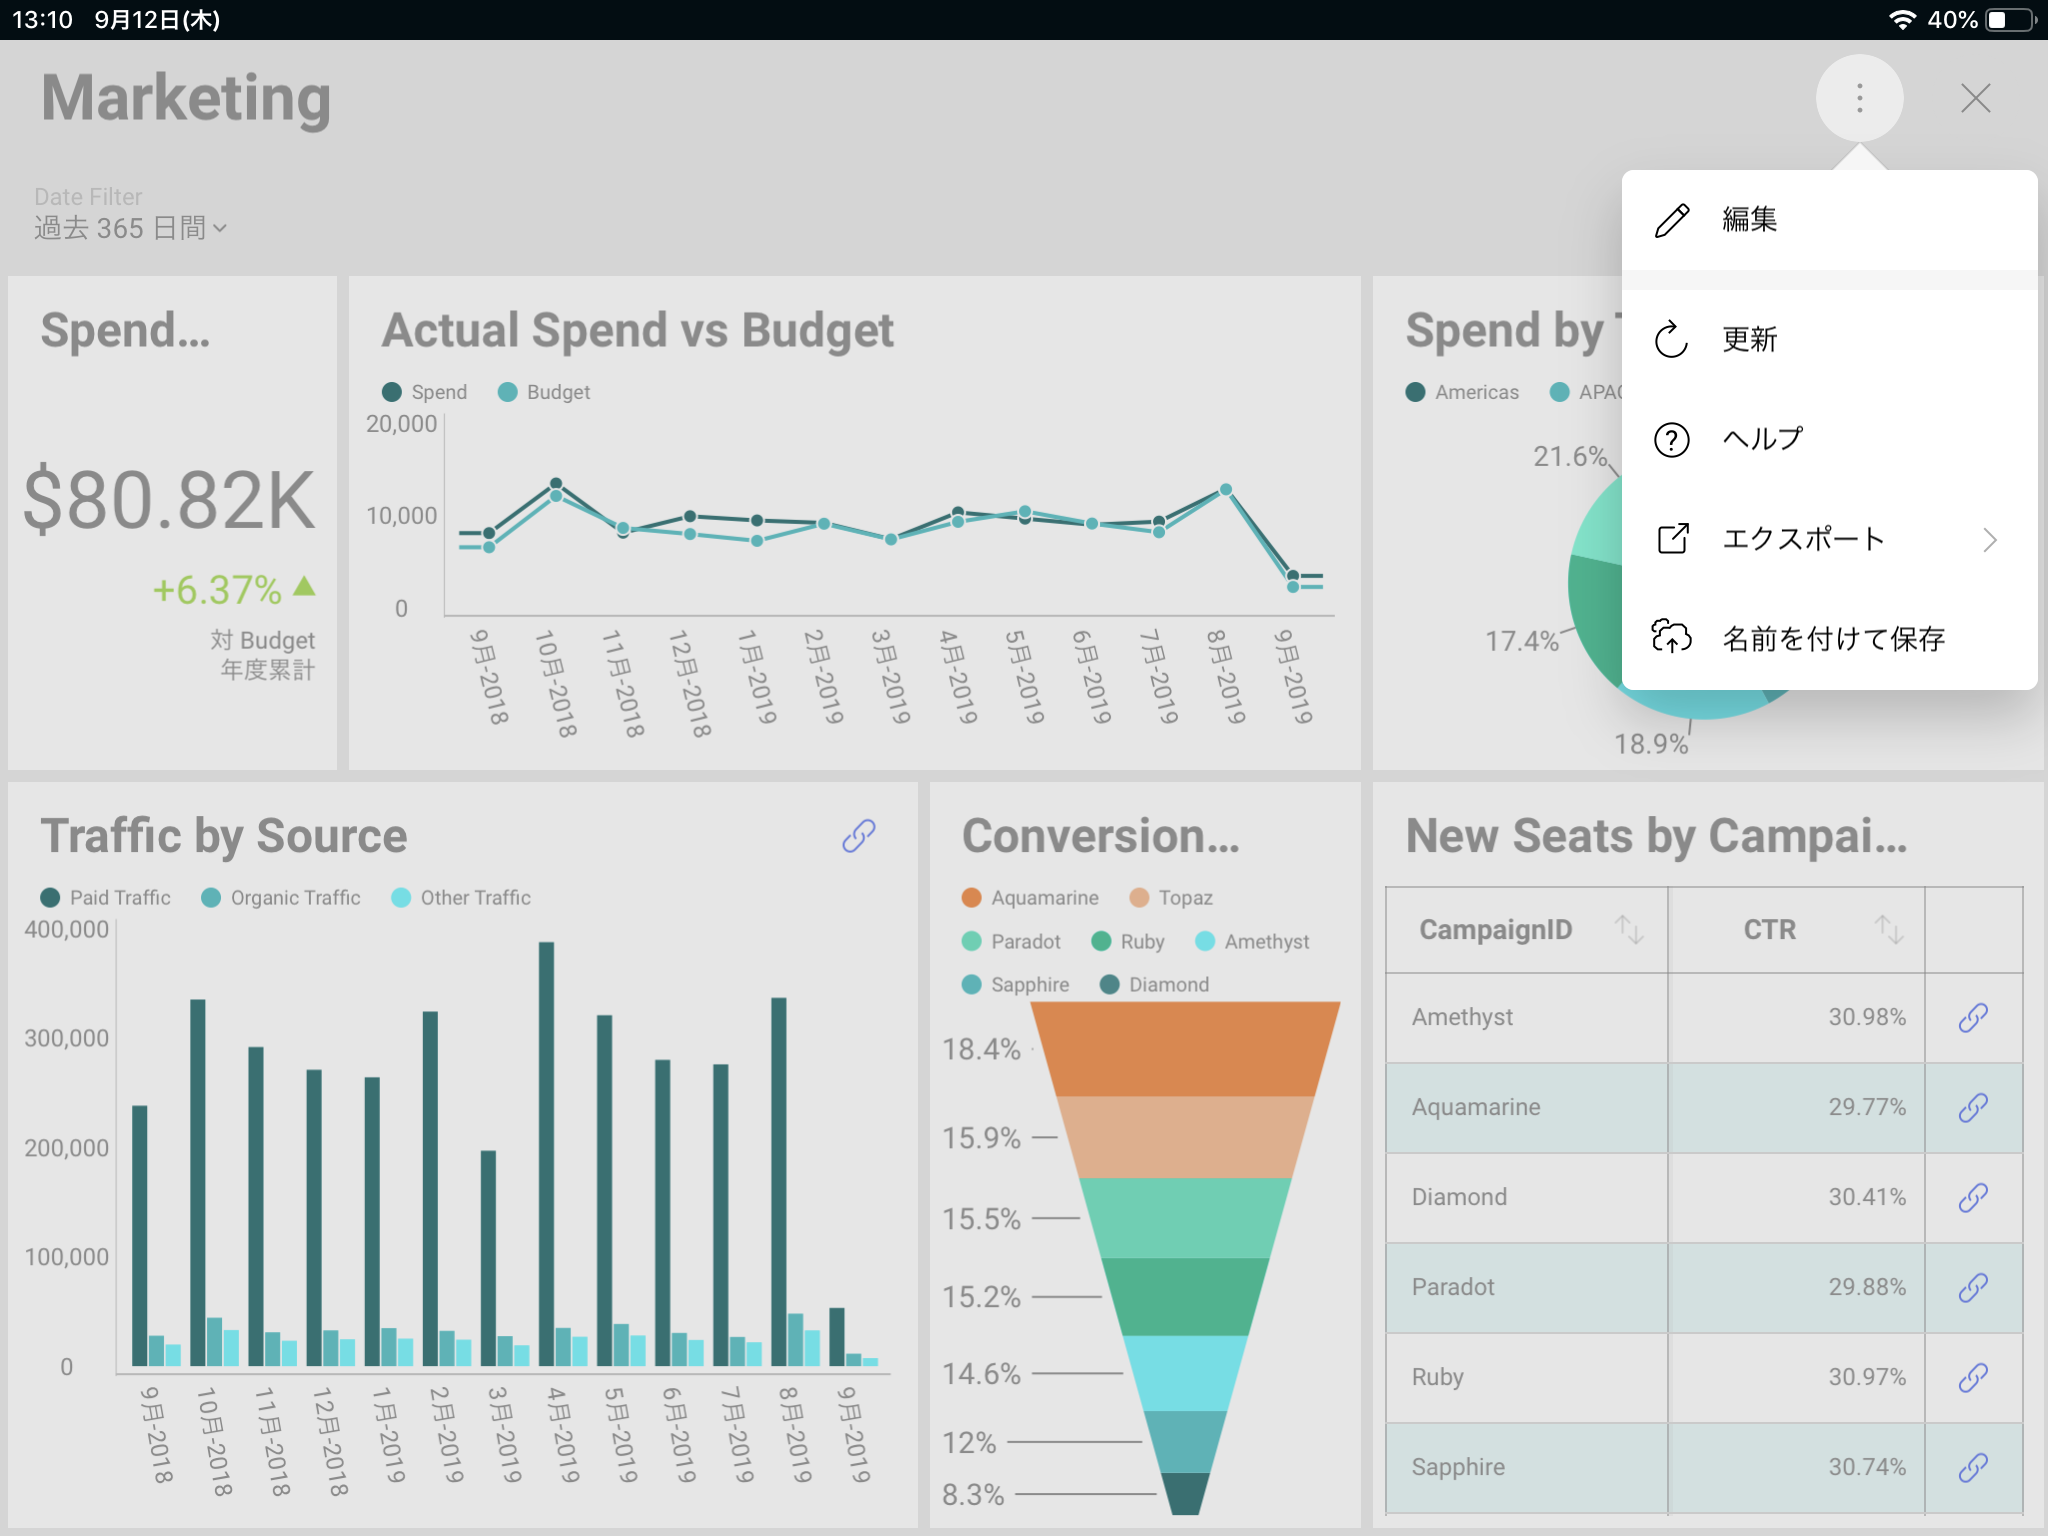 13:10 9月12日(木)
40%
Marketing
Date Filter
過去 365 日間
編集
更新
ヘルプ
エクスポート
名前を付けて保存
Spend...
$80.82K
+6.37%
対 Budget
年度累計
Actual Spend vs Budget
Spend Budget
20,000
10,000
0
9月-2018 10月-2018 11月-2018 12月-2018 1月-2019 2月-2019 3月-2019 4月-2019 5月-2019 6月-2019 7月-2019 8月-2019 9月-2019
Spend by
Americas
21.6%
17.4%
18.9%
Traffic by Source
Paid Traffic Organic Traffic Other Traffic
400,000
300,000
200,000
100,000
0
9月-2018 10月-2018 11月-2018 12月-2018 1月-2019 2月-2019 3月-2019 4月-2019 5月-2019 6月-2019 7月-2019 8月-2019 9月-2019
Conversion...
Aquamarine Topaz
Paradot Ruby Amethyst
Sapphire Diamond
18.4%
15.9%
15.5%
15.2%
14.6%
12%
8.3%
New Seats by Campai...
CampaignID CTR
Amethyst 30.98%
Aquamarine 29.77%
Diamond 30.41%
Paradot 29.88%
Ruby 30.97%
Sapphire 30.74%